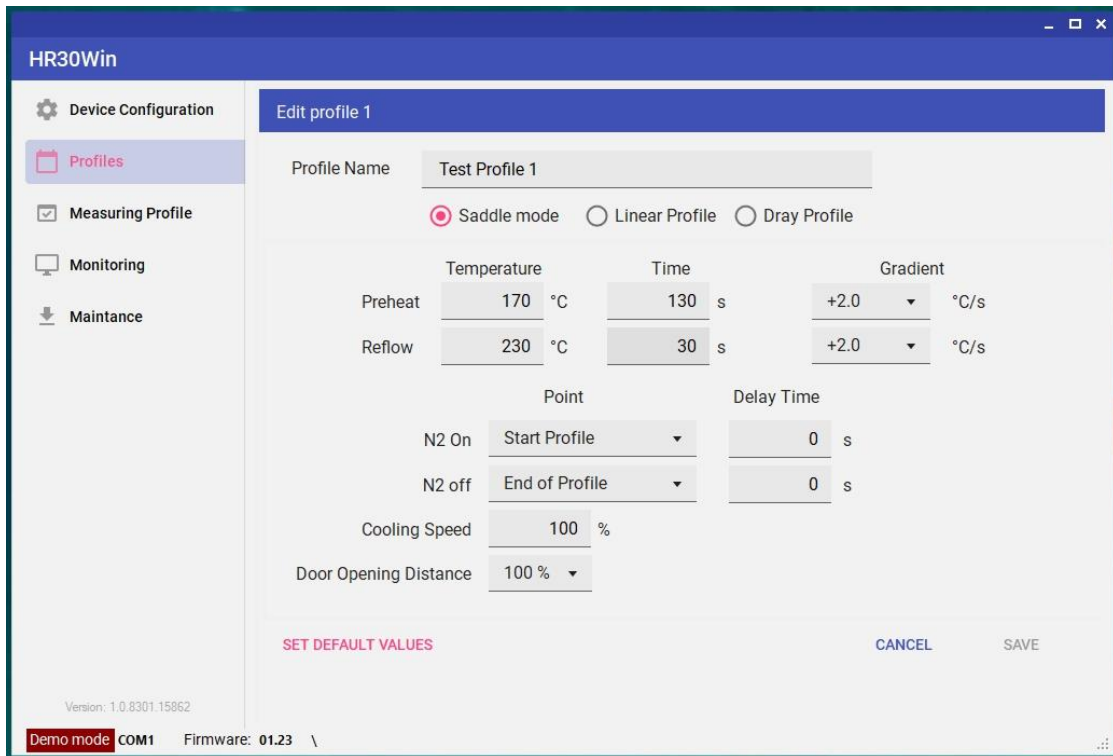 HR30Win
Device Configuration
Profiles
Measuring Profile
Monitoring
Maintance
Edit profile 1
Profile Name Test Profile 1
Saddle mode Linear Profile Dray Profile
Temperature Time Gradient
Preheat 170 °C 130 s +2.0 °C/s
Reflow 230 °C 30 s +2.0 °C/s
Point Delay Time
N2 On Start Profile 0 s
N2 off End of Profile 0 s
Cooling Speed 100 %
Door Opening Distance 100 %
SET DEFAULT VALUES CANCEL SAVE
Version: 1.0.8301.15862
Demo mode COM1 Firmware: 01.23 \